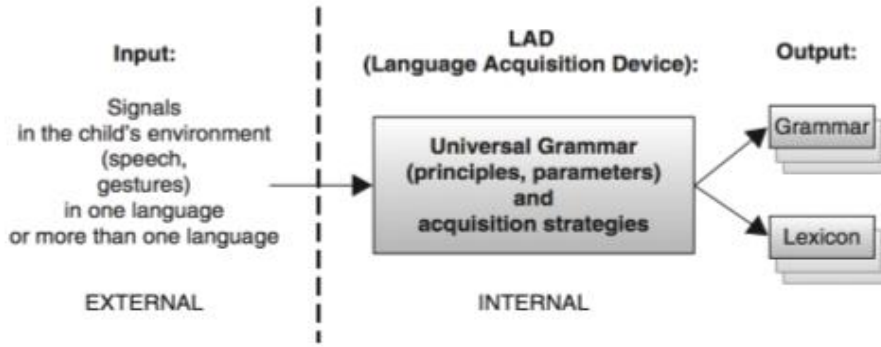 Input:
Signals
in the child's environment
(speech,
gestures)
in one language
or more than one language
EXTERNAL
LAD
(Language Acquisition Device):
Universal Grammar
(principles, parameters)
and
acquisition strategies
INTERNAL
Output:
Grammar
Lexicon